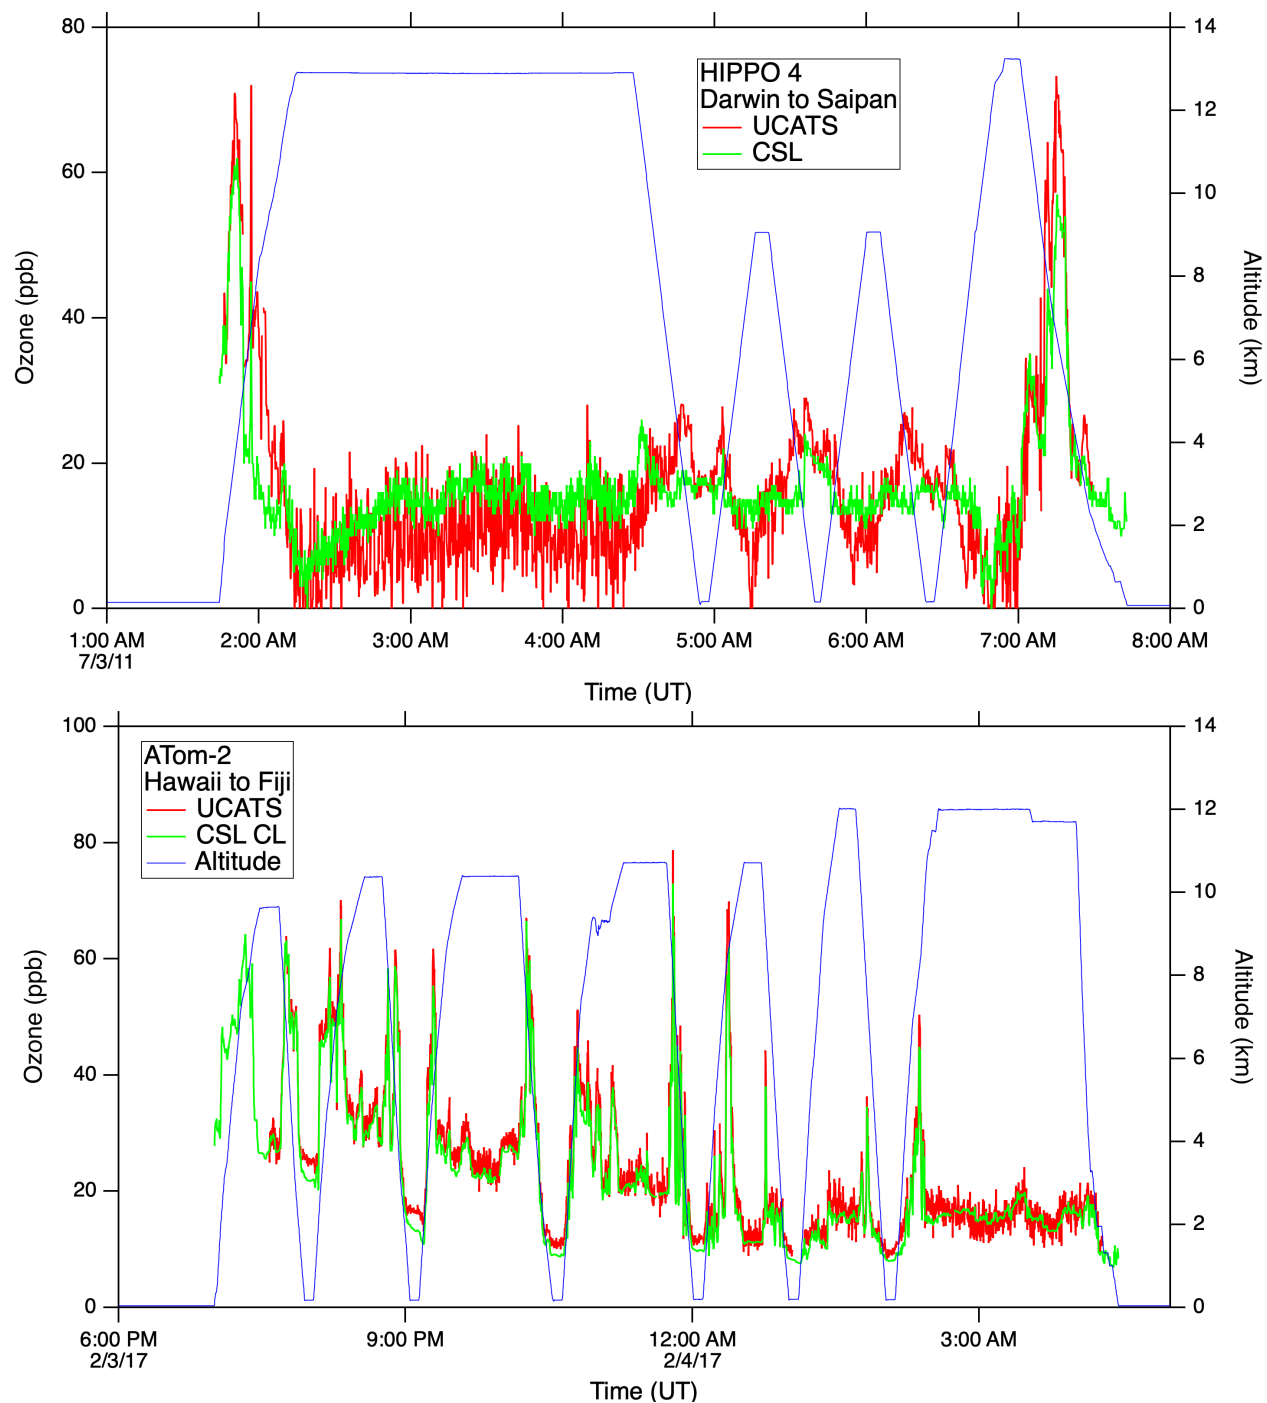 80
60
40
20
0
Ozone (ppb)
14
12
10
8
6
4
2
0
Altitude (km)
HIPPO 4
Darwin to Saipan
UCATS
CSL
1:00 AM
7/3/11
2:00 AM
3:00 AM
4:00 AM
5:00 AM
6:00 AM
7:00 AM
8:00 AM
Time (UT)
100
80
60
40
20
0
Ozone (ppb)
14
12
10
8
6
4
2
0
Altitude (km)
ATom-2
Hawaii to Fiji
UCATS
CSL CL
Altitude
6:00 PM
2/3/17
9:00 PM
12:00 AM
2/4/17
3:00 AM
Time (UT)